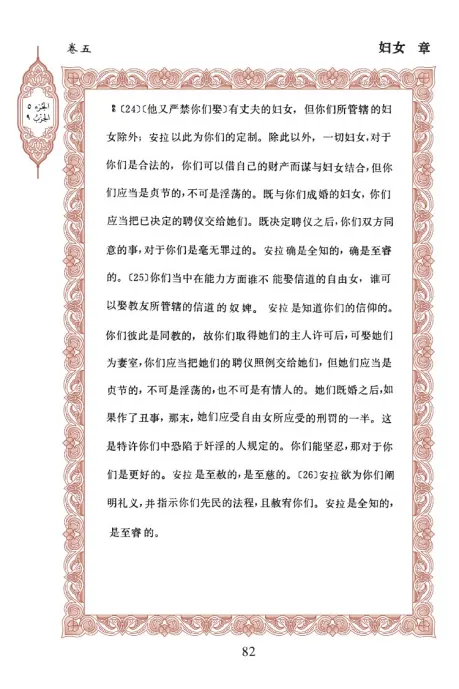 卷五
妇女 章
الجزء ٥
الحزب ٩
〔24〕〔他又严禁你们娶〕有丈夫的妇女，但你们所管辖的妇
女除外；安拉以此为你们的定制。除此以外，一切妇女，对于
你们是合法的，你们可以借自己的财产而谋与妇女结合，但你
们应当是贞节的，不可是淫荡的。既与你们成婚的妇女，你们
应当把已决定的聘仪交给她们。既决定聘仪之后，你们双方同
意的事，对于你们是毫无罪过的。安拉确是全知的，确是至睿
的。〔25〕你们当中在能力方面谁不能娶信道的自由女，谁可
以娶教友所管辖的信道的奴婢。安拉是知道你们的信仰的。
你们彼此是同教的，故你们取得她们的主人许可后，可娶她们
为妻室，你们应当把她们的聘仪照例交给她们，但她们应当是
贞节的，不可是淫荡的，也不可是有情人的。她们既婚之后，如
果作了丑事，那末，她们应受自由女所应受的刑罚的一半。这
是特许你们中恐陷于奸淫的人规定的。你们能坚忍，那对于你
们是更好的。安拉是至赦的，是至慈的。〔26〕安拉欲为你们阐
明礼义，并指示你们先民的法程，且赦宥你们。安拉是全知的，
是至睿的。
82